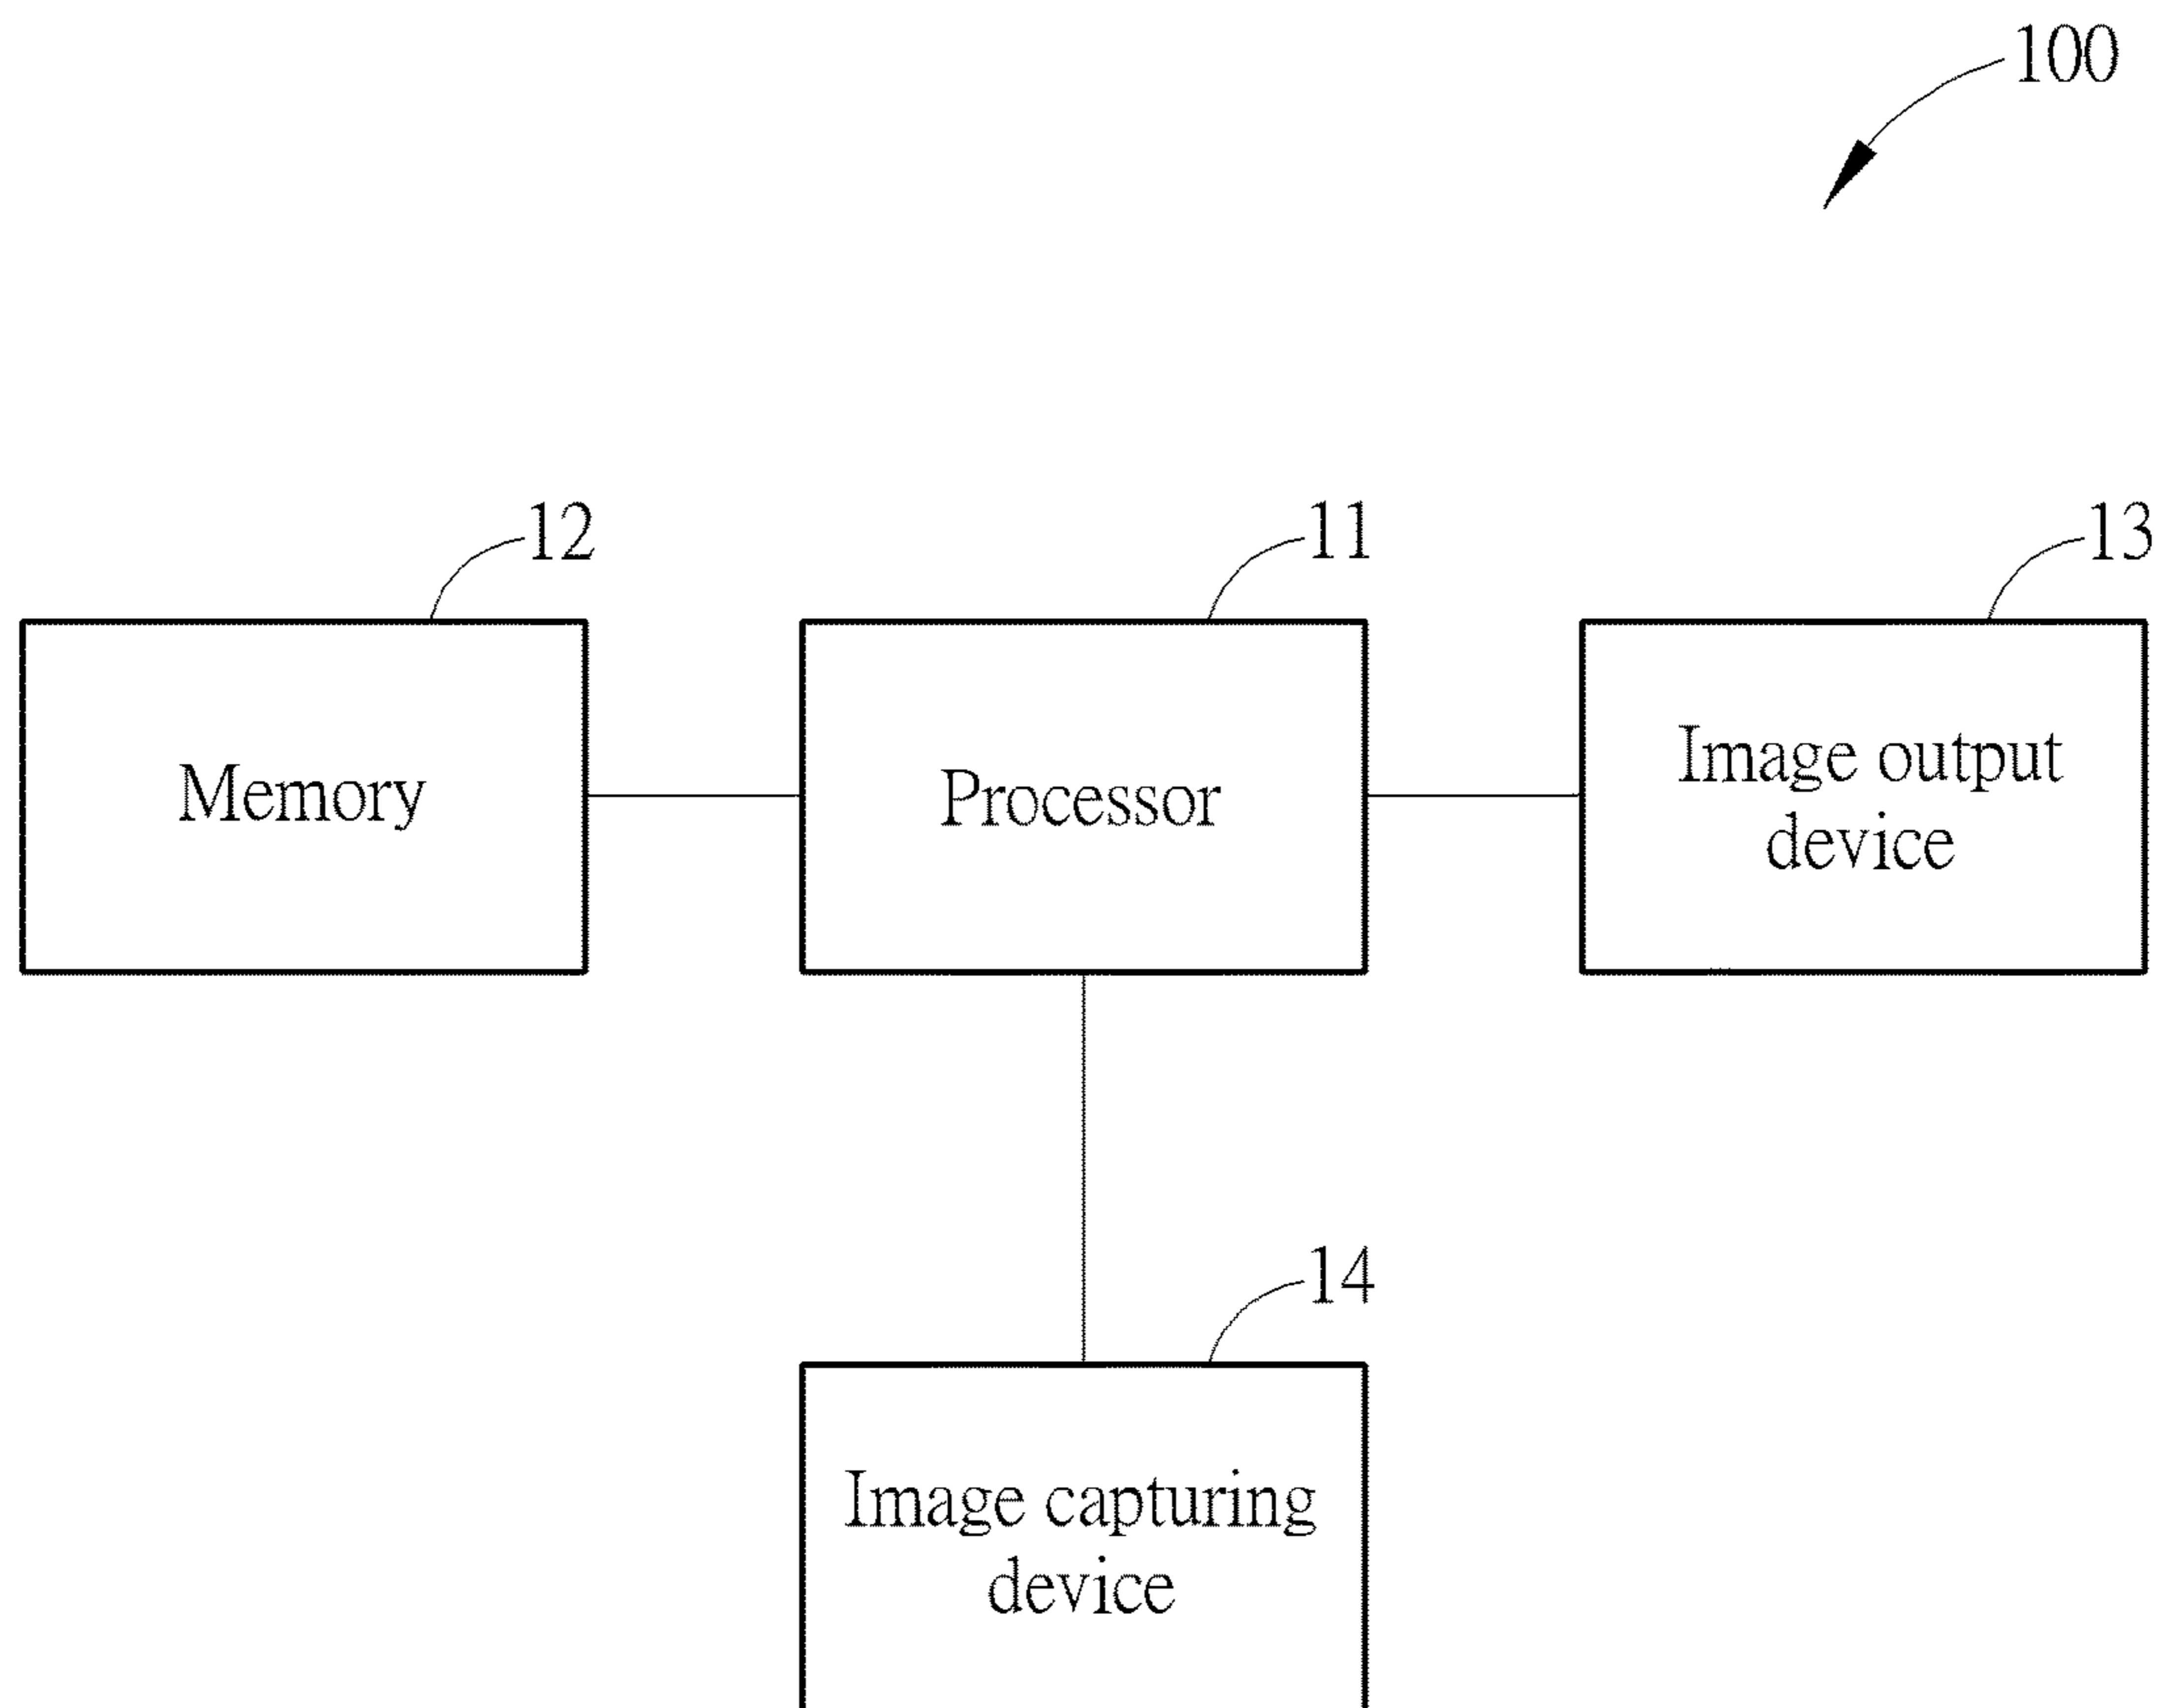 100
12
11
13
Memory
Processor
Image output
device
14
Image capturing
device